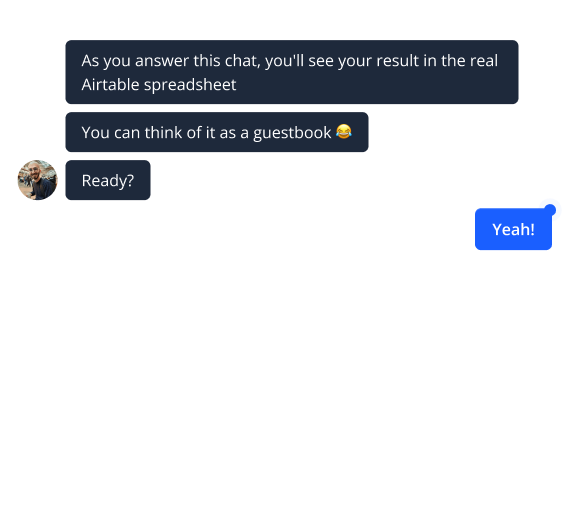 As you answer this chat, you'll see your result in the real
Airtable spreadsheet
You can think of it as a guestbook 😂
Ready?
Yeah!